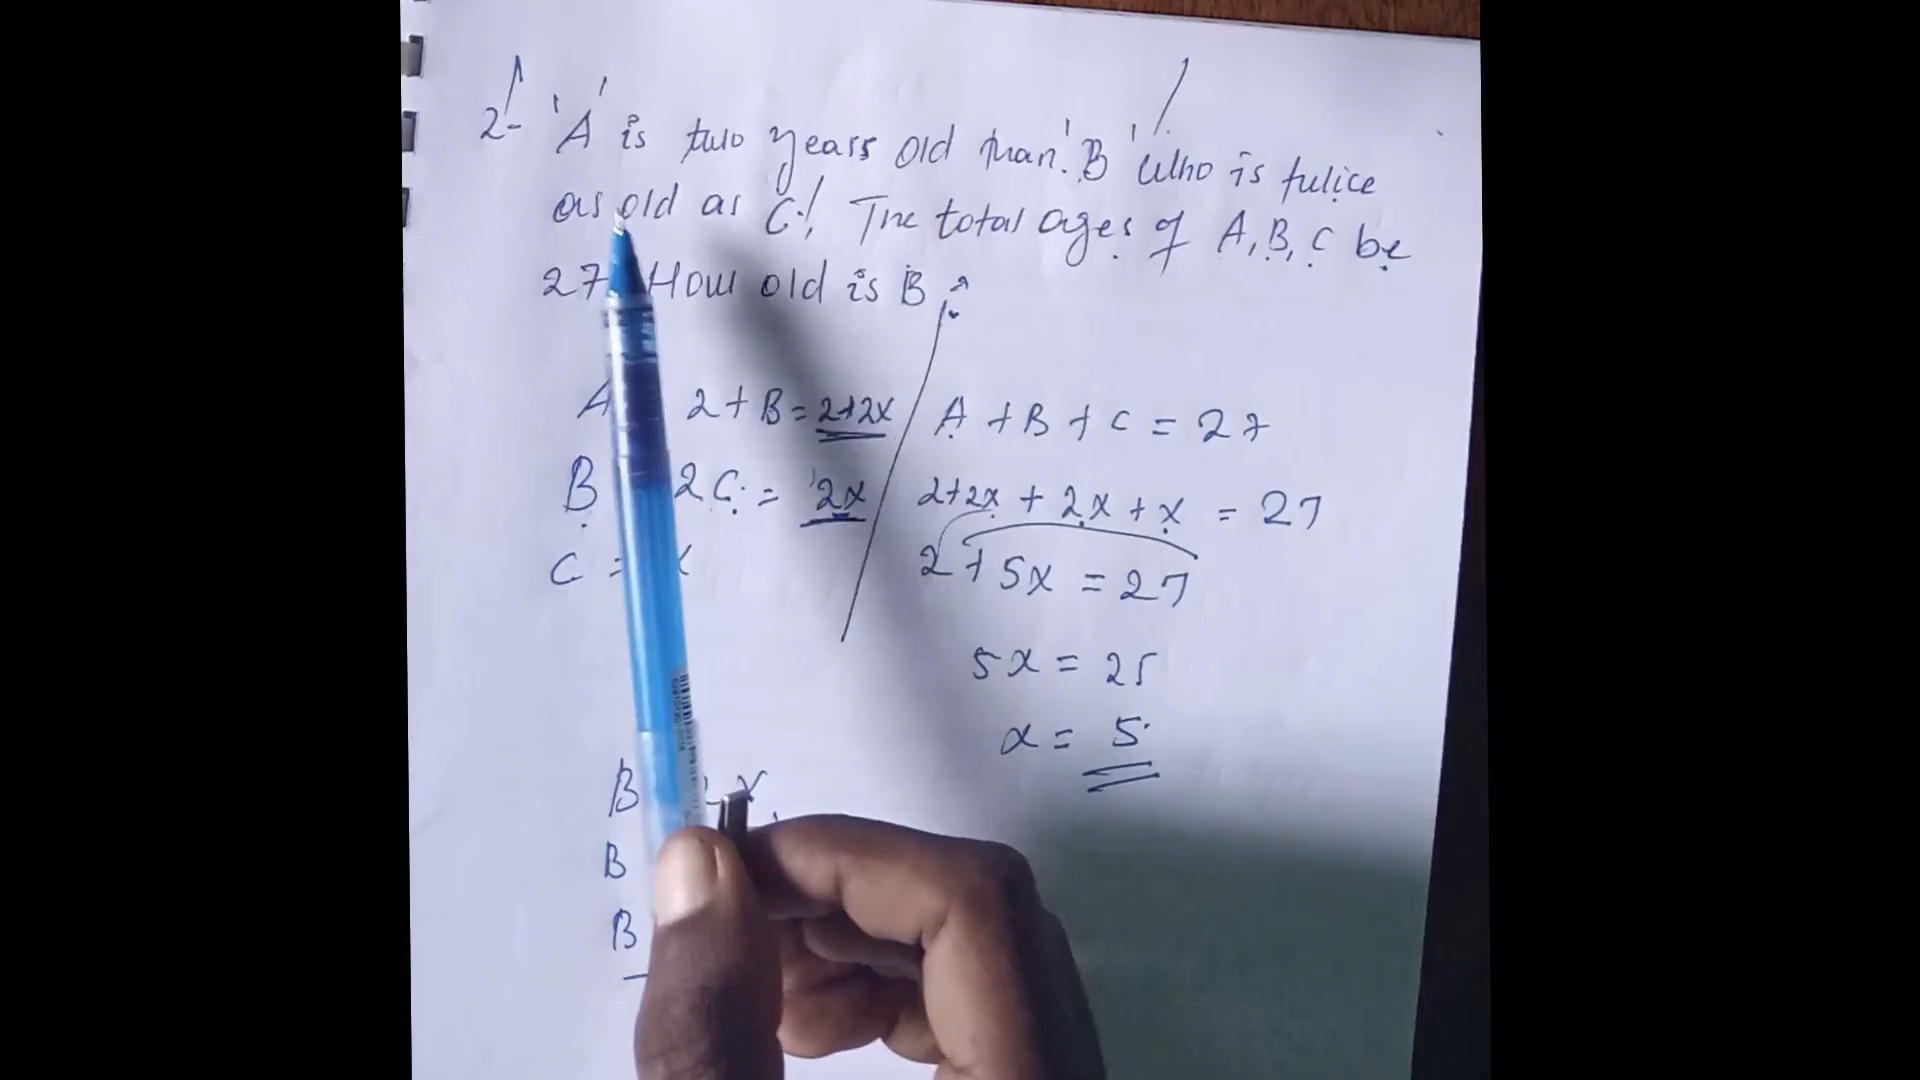 2- 'A' is two years old than 'B' who is twice
as old as C. The total ages of A, B, C be
27 How old is B ?
A 2 + B = 2+2x
B 2C = 2x
C = x
A + B + C = 27
2+2x + 2x + x = 27
2 + 5x = 27
5x = 25
x = 5
B 2x
B
B